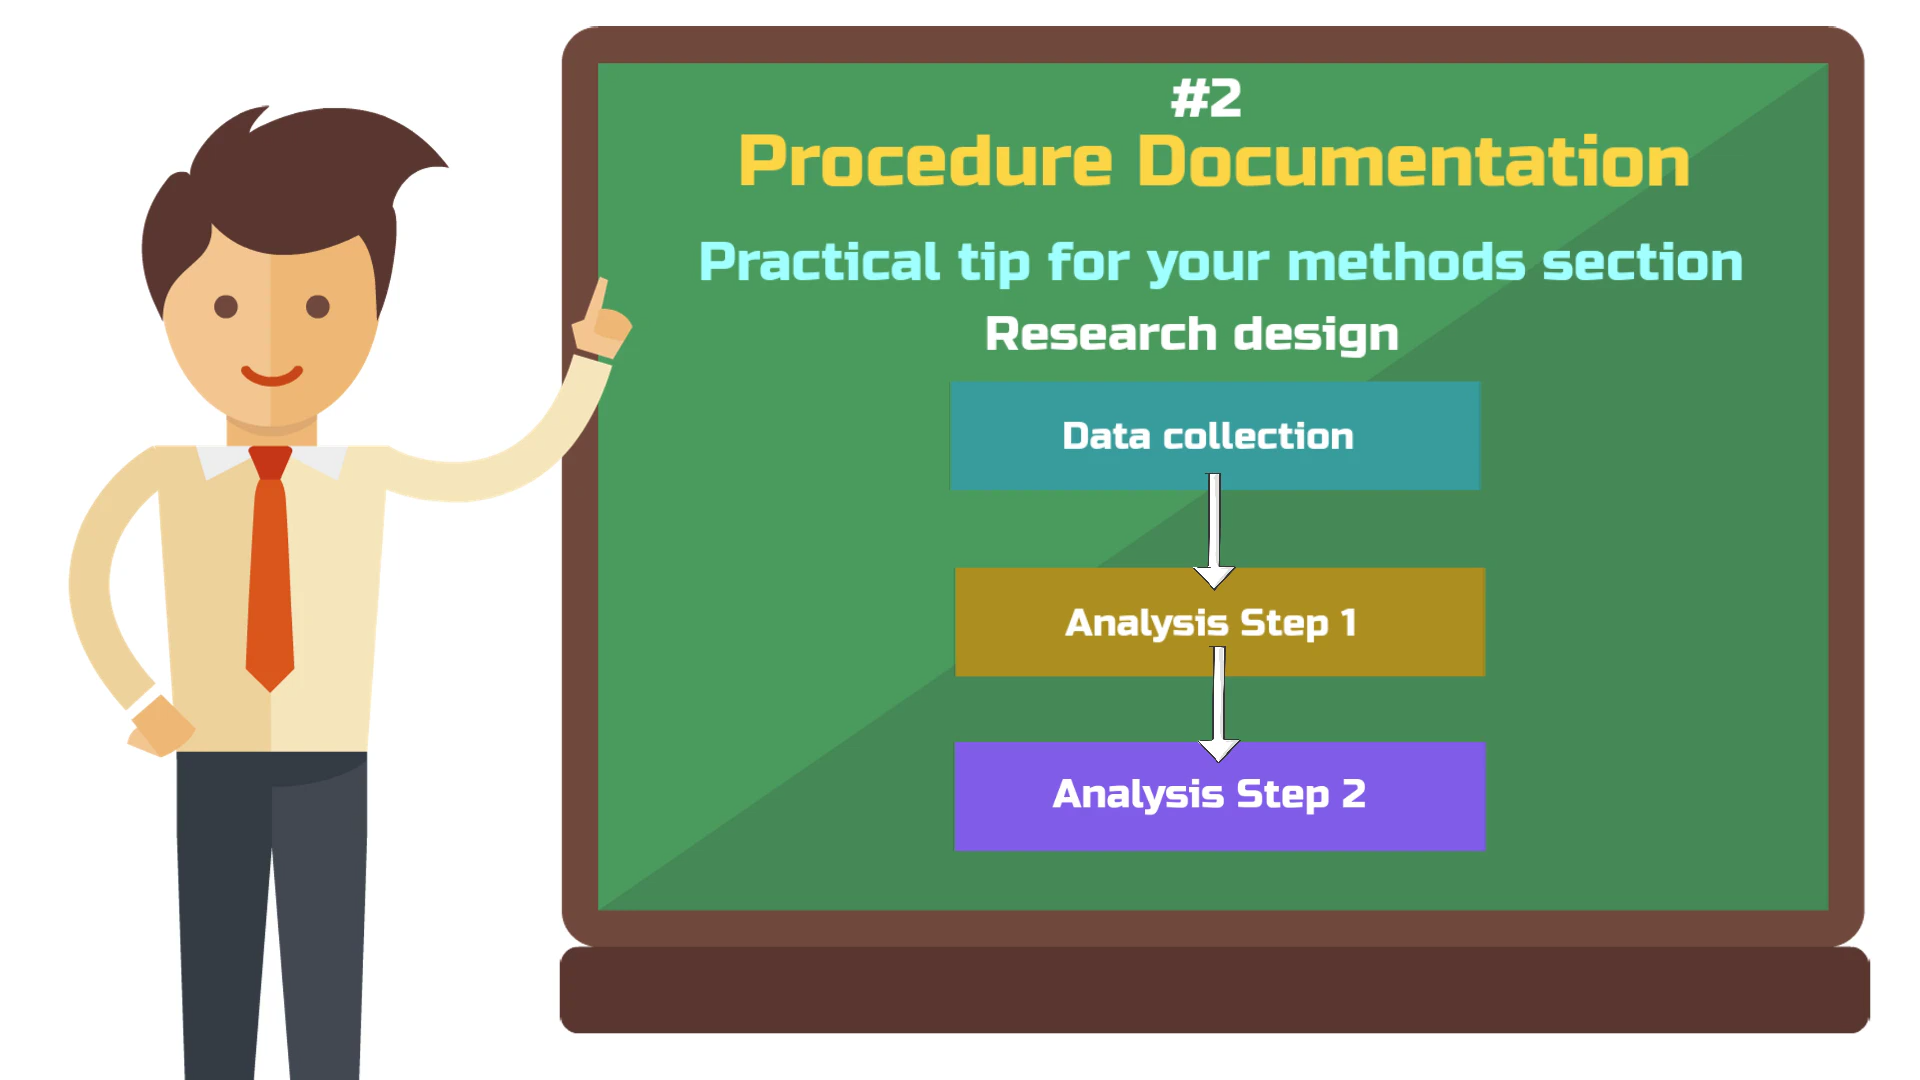 #2
Procedure Documentation
Practical tip for your methods section
Research design
Data collection
Analysis Step 1
Analysis Step 2